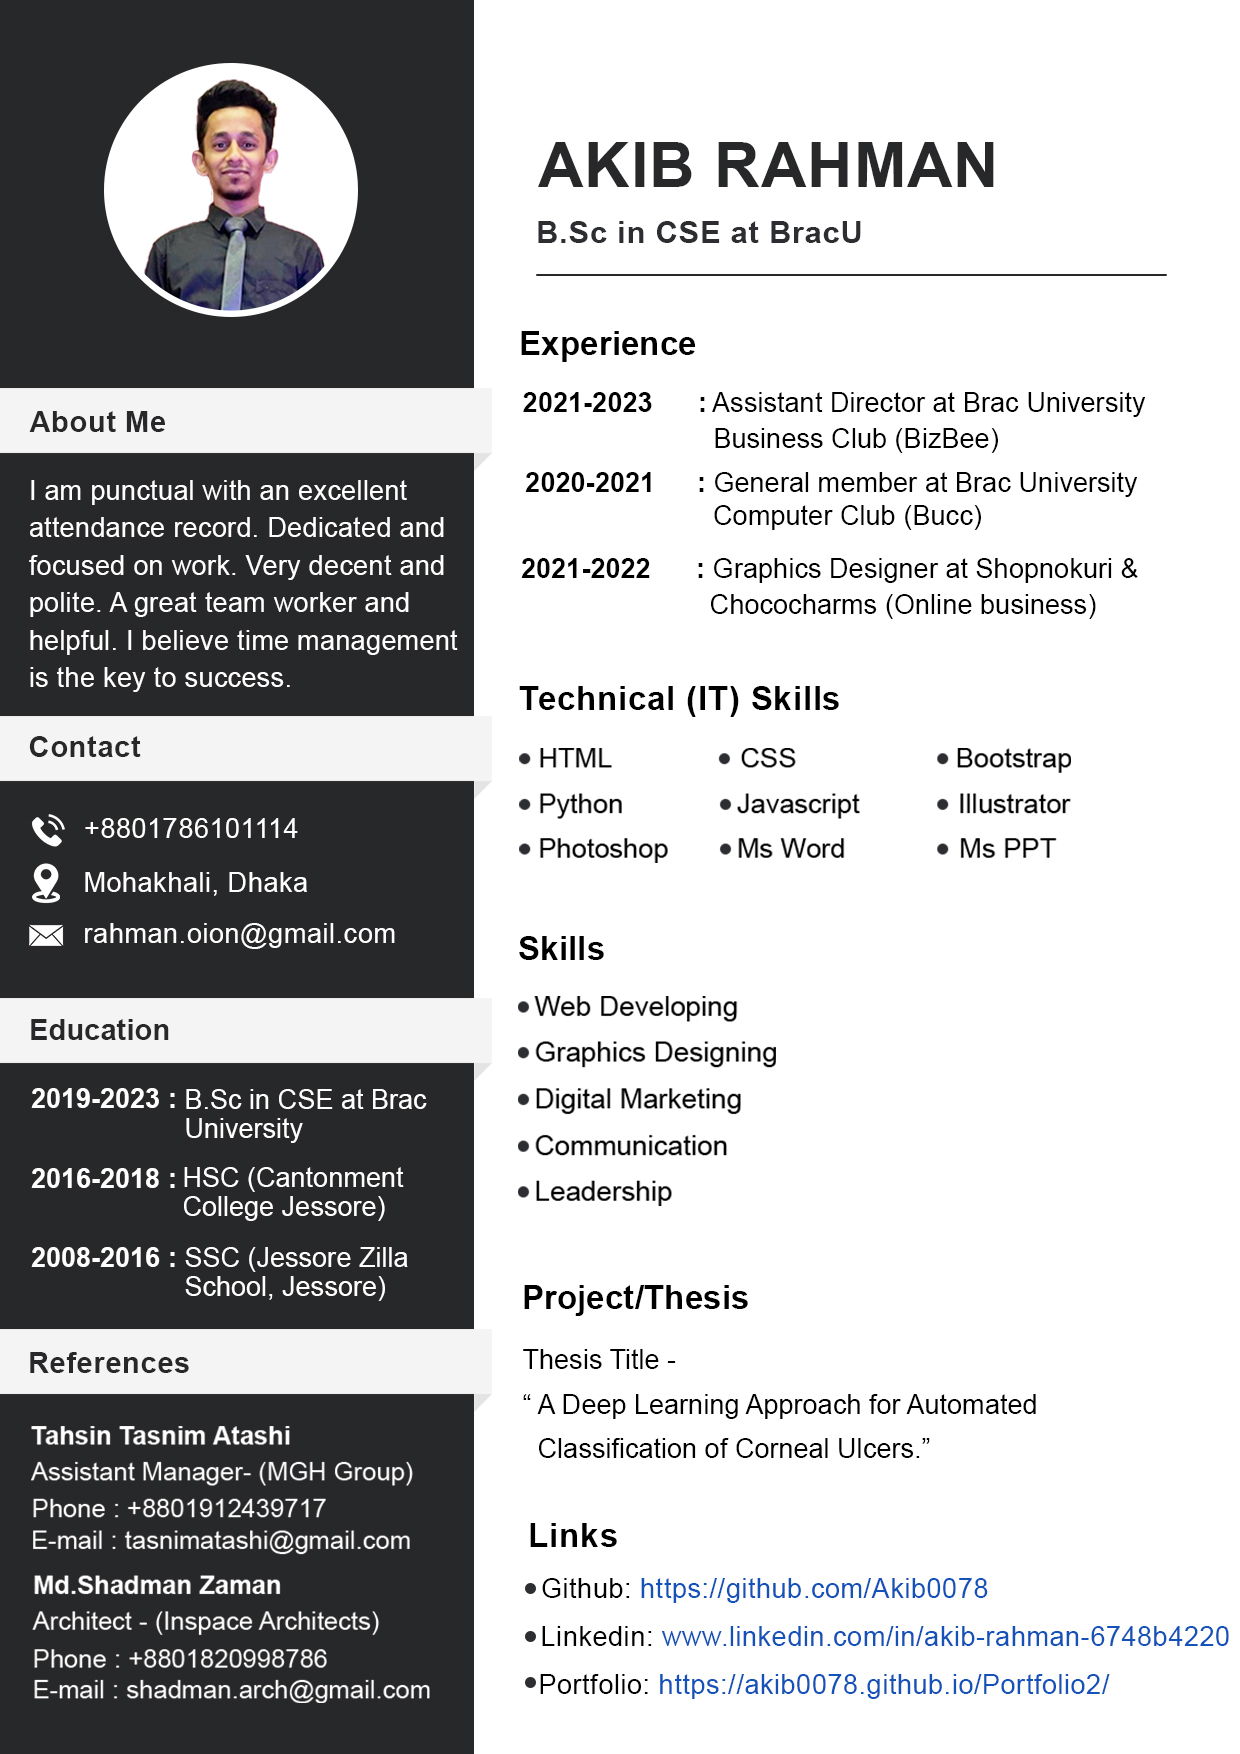 AKIB RAHMAN
B.Sc in CSE at BracU
About Me
I am punctual with an excellent
attendance record. Dedicated and
focused on work. Very decent and
polite. A great team worker and
helpful. I believe time management
is the key to success.
Contact
+8801786101114
Mohakhali, Dhaka
rahman.oion@gmail.com
Education
2019-2023 : B.Sc in CSE at Brac
University
2016-2018 : HSC (Cantonment
College Jessore)
2008-2016 : SSC (Jessore Zilla
School, Jessore)
References
Tahsin Tasnim Atashi
Assistant Manager- (MGH Group)
Phone : +8801912439717
E-mail : tasnimatashi@gmail.com
Md.Shadman Zaman
Architect - (Inspace Architects)
Phone : +8801820998786
E-mail : shadman.arch@gmail.com
Experience
2021-2023 : Assistant Director at Brac University
Business Club (BizBee)
2020-2021 : General member at Brac University
Computer Club (Bucc)
2021-2022 : Graphics Designer at Shopnokuri &
Chococharms (Online business)
Technical (IT) Skills
• HTML • CSS • Bootstrap
• Python • Javascript • Illustrator
• Photoshop • Ms Word • Ms PPT
Skills
• Web Developing
• Graphics Designing
• Digital Marketing
• Communication
• Leadership
Project/Thesis
Thesis Title -
“ A Deep Learning Approach for Automated
Classification of Corneal Ulcers.”
Links
• Github: https://github.com/Akib0078
• Linkedin: www.linkedin.com/in/akib-rahman-6748b4220
• Portfolio: https://akib0078.github.io/Portfolio2/